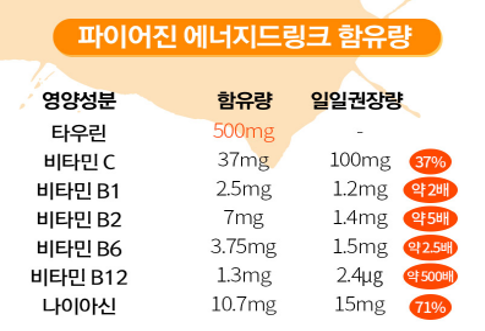 파이어진 에너지드링크 함유량
영양성분 함유량 일일권장량
타우린 500mg -
비타민 C 37mg 100mg 37%
비타민 B1 2.5mg 1.2mg 약 2배
비타민 B2 7mg 1.4mg 약 5배
비타민 B6 3.75mg 1.5mg 약 2.5배
비타민 B12 1.3mg 2.4μg 약 500배
나이아신 10.7mg 15mg 71%